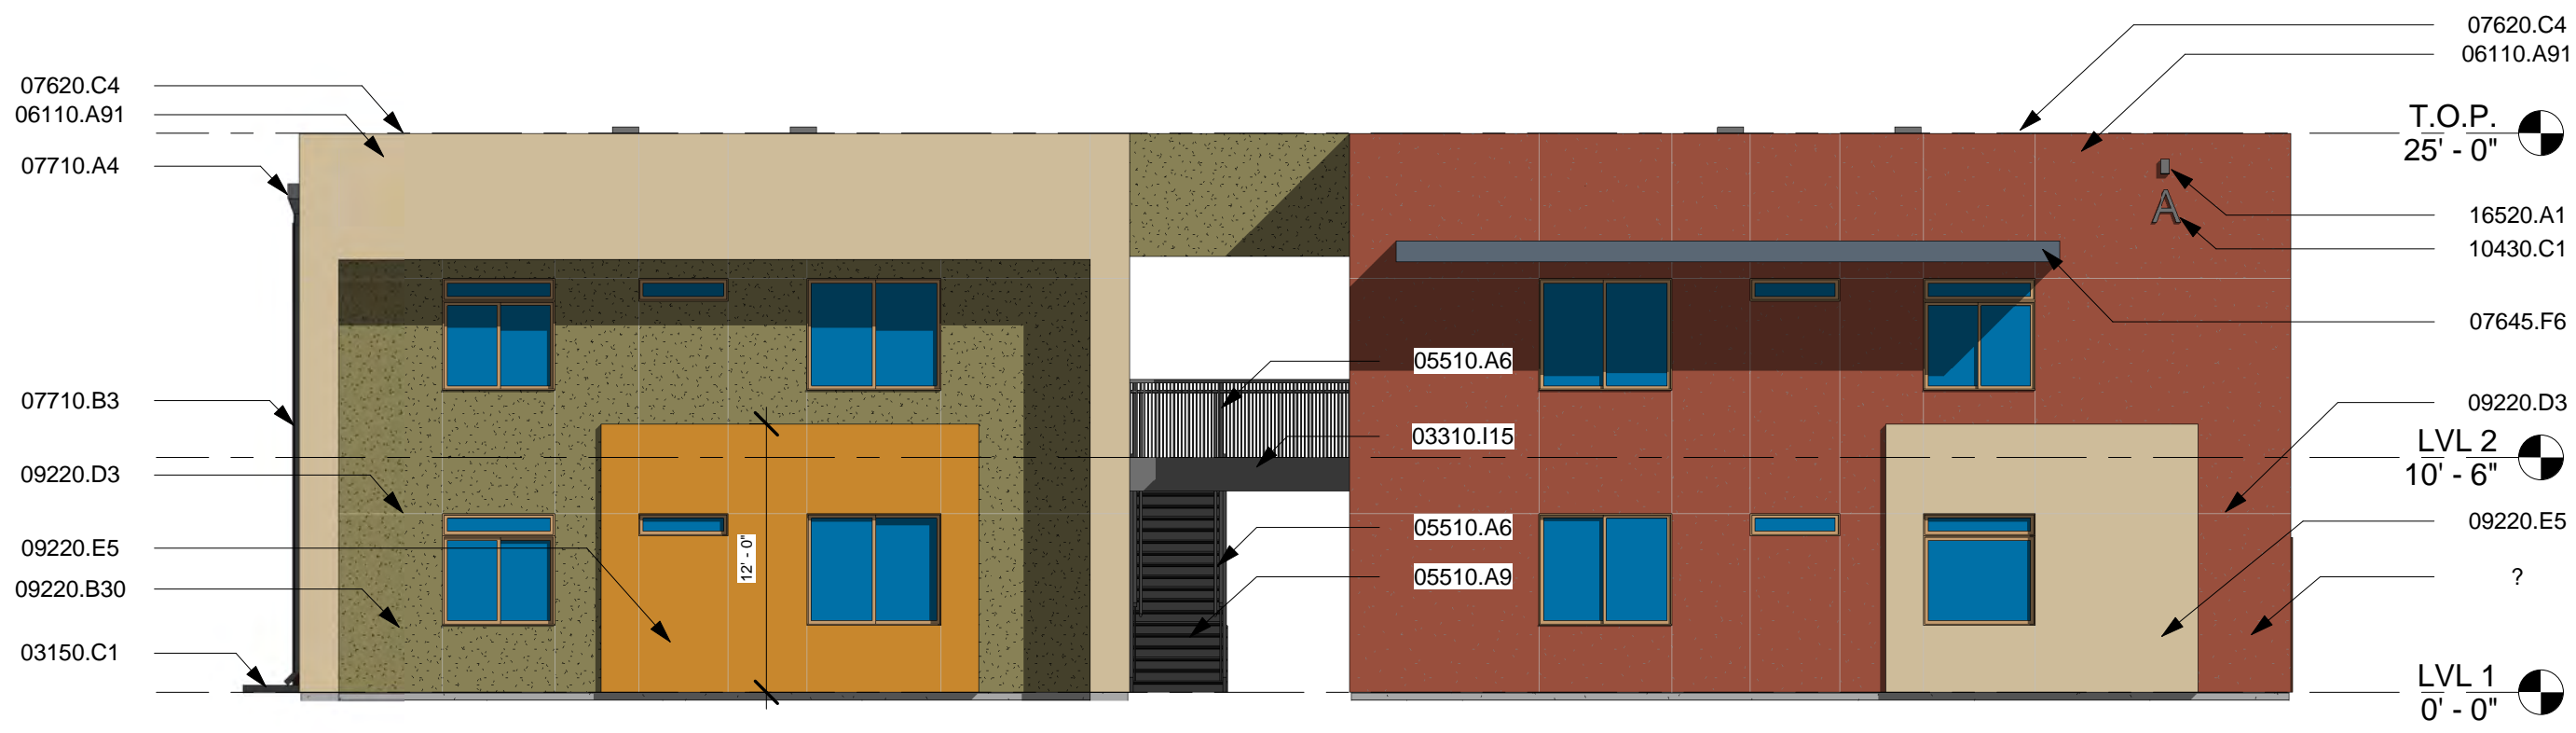 07620.C4
06110.A91
07710.A4
07710.B3
09220.D3
09220.E5
09220.B30
03150.C1
12' - 0"
05510.A6
03310.I15
05510.A6
05510.A9
A
07620.C4
06110.A91
T.O.P.
25' - 0"
16520.A1
10430.C1
07645.F6
09220.D3
LVL 2
10' - 6"
09220.E5
?
LVL 1
0' - 0"